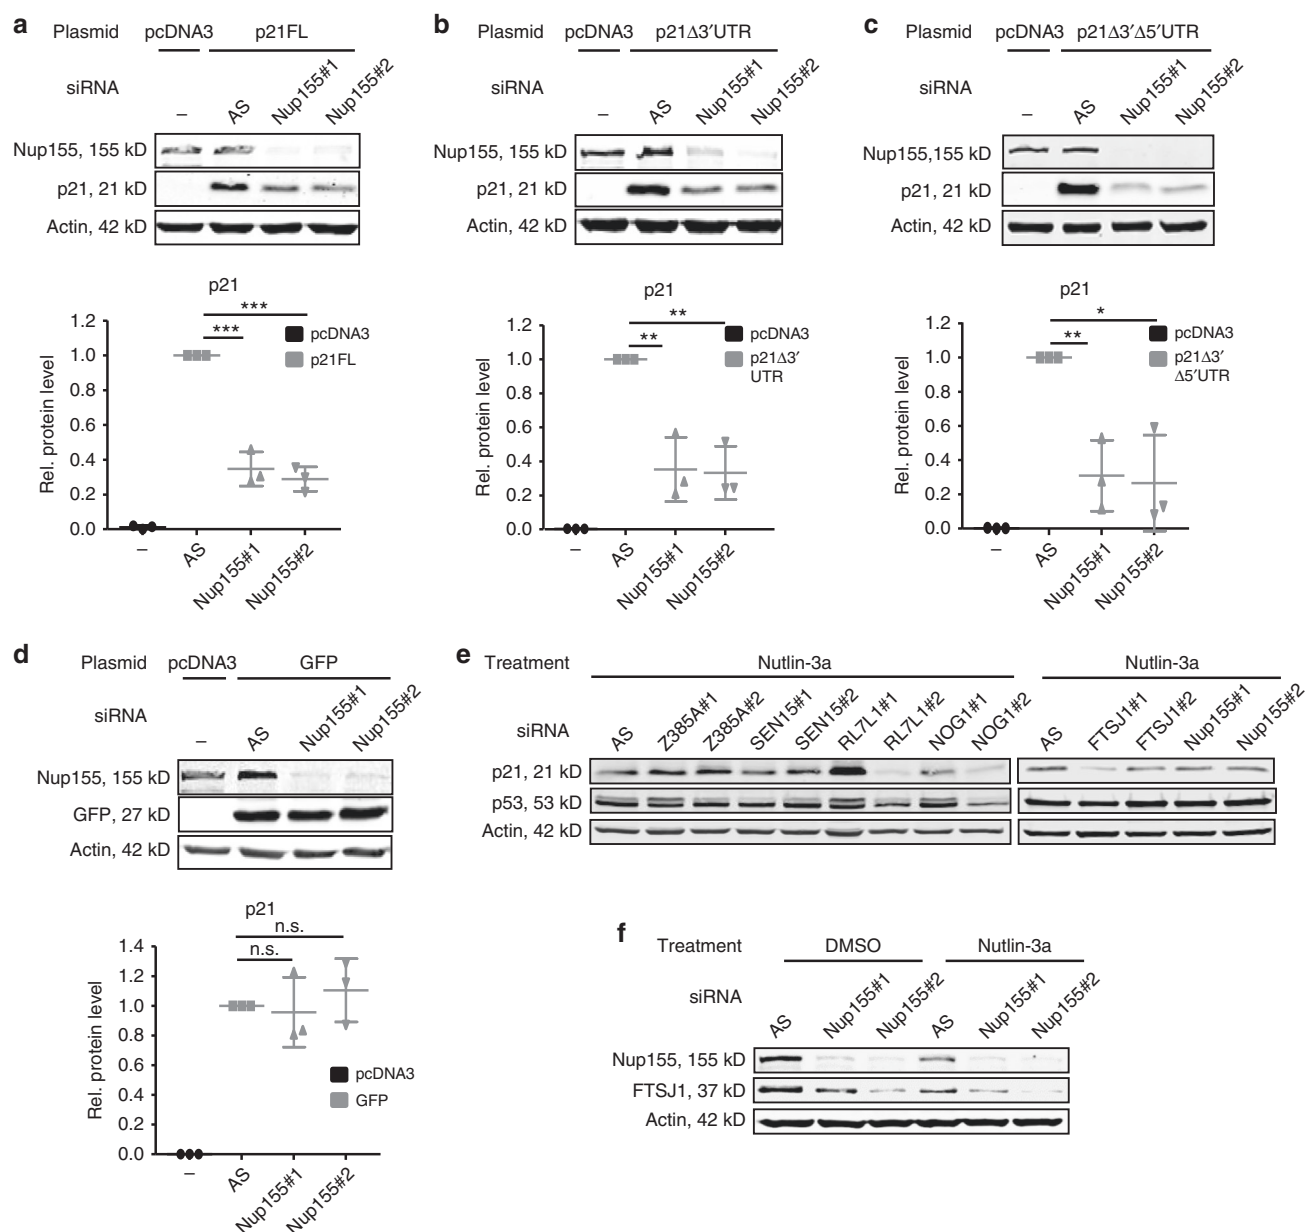 a
Plasmid pcDNA3 p21FL
siRNA – AS Nup155#1 Nup155#2
Nup155, 155 kD
p21, 21 kD
Actin, 42 kD
p21
*** 
***
pcDNA3
p21FL
Rel. protein level
1.2
1.0
0.8
0.6
0.4
0.2
0.0
– AS Nup155#1 Nup155#2
b
Plasmid pcDNA3 p21Δ3′UTR
siRNA – AS Nup155#1 Nup155#2
Nup155, 155 kD
p21, 21 kD
Actin, 42 kD
p21
**
**
pcDNA3
p21Δ3′
UTR
Rel. protein level
1.2
1.0
0.8
0.6
0.4
0.2
0.0
– AS Nup155#1 Nup155#2
c
Plasmid pcDNA3 p21Δ3′Δ5′UTR
siRNA – AS Nup155#1 Nup155#2
Nup155,155 kD
p21, 21 kD
Actin, 42 kD
p21
*
**
pcDNA3
p21Δ3′
Δ5′UTR
Rel. protein level
1.2
1.0
0.8
0.6
0.4
0.2
0.0
– AS Nup155#1 Nup155#2
d
Plasmid pcDNA3 GFP
siRNA – AS Nup155#1 Nup155#2
Nup155, 155 kD
GFP, 27 kD
Actin, 42 kD
p21
n.s.
n.s.
pcDNA3
GFP
Rel. protein level
1.4
1.2
1.0
0.8
0.6
0.4
0.2
0.0
– AS Nup155#1 Nup155#2
e
Treatment Nutlin-3a Nutlin-3a
siRNA AS Z385A#1 Z385A#2 SEN15#1 SEN15#2 RL7L1#1 RL7L1#2 NOG1#1 NOG1#2 AS FTSJ1#1 FTSJ1#2 Nup155#1 Nup155#2
p21, 21 kD
p53, 53 kD
Actin, 42 kD
f
Treatment DMSO Nutlin-3a
siRNA AS Nup155#1 Nup155#2 AS Nup155#1 Nup155#2
Nup155, 155 kD
FTSJ1, 37 kD
Actin, 42 kD